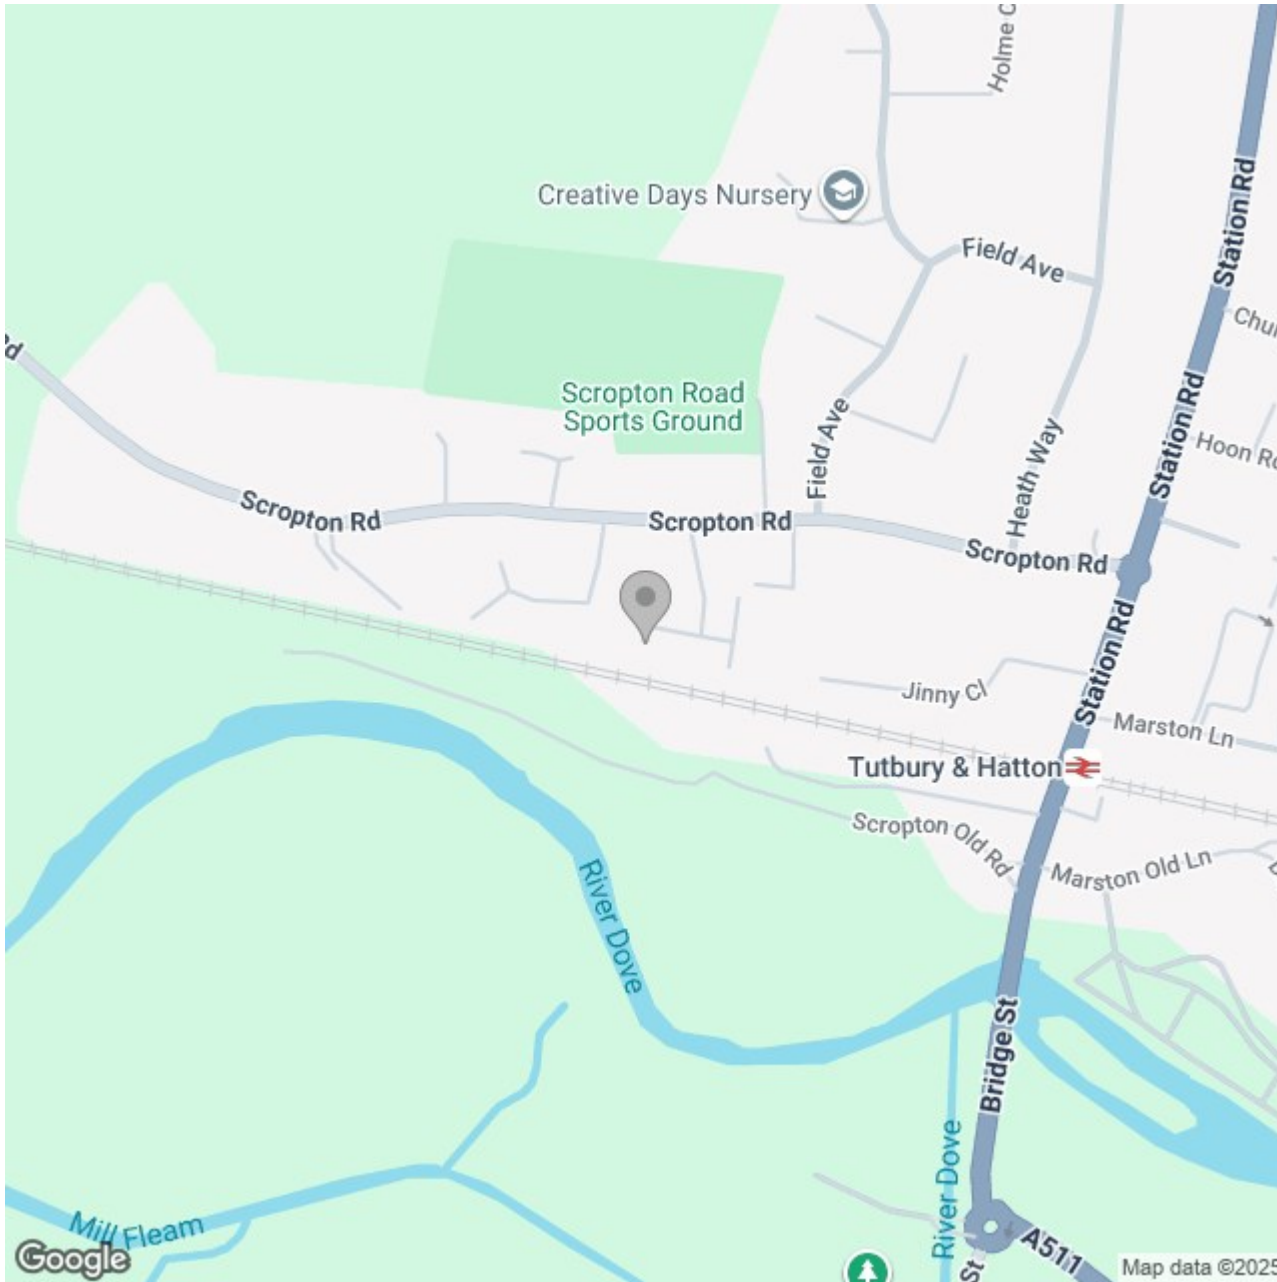 Holme C
Station Rd
Creative Days Nursery
Field Ave
Chur
Rd
Scropton Road
Sports Ground
Station Rd
Field Ave
Hoon Rd
Heath Way
Scropton Rd
Scropton Rd
Scropton Rd
Station Rd
Jinny Cl
Marston Ln
Tutbury & Hatton
Scropton Old Rd
Marston Old Ln
River Dove
Bridge St
River Dove
Mill Fleam
A511
St
Google
Map data ©2025